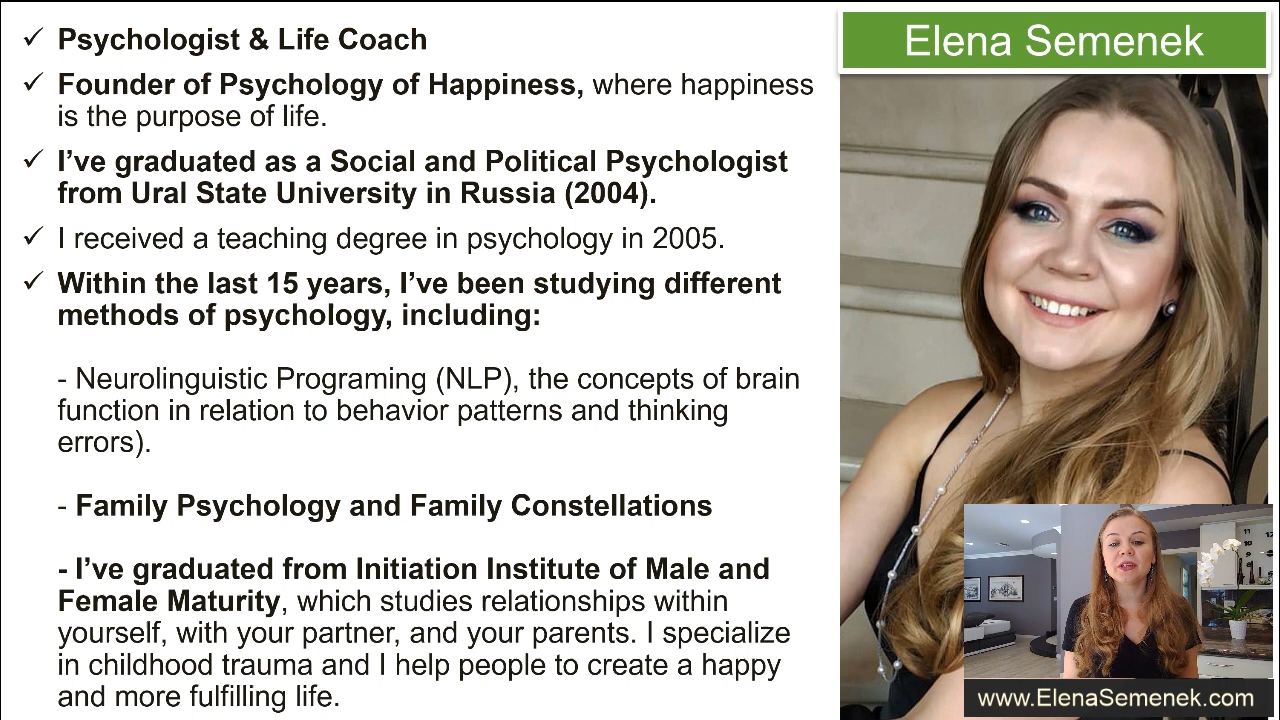 Psychologist & Life Coach
Founder of Psychology of Happiness, where happiness
is the purpose of life.
I've graduated as a Social and Political Psychologist
from Ural State University in Russia (2004).
I received a teaching degree in psychology in 2005.
Within the last 15 years, I've been studying different
methods of psychology, including:
- Neurolinguistic Programing (NLP), the concepts of brain
function in relation to behavior patterns and thinking
errors).
- Family Psychology and Family Constellations
- I've graduated from Initiation Institute of Male and
Female Maturity, which studies relationships within
yourself, with your partner, and your parents. I specialize
in childhood trauma and I help people to create a happy
and more fulfilling life.
Elena Semenek
www.ElenaSemenek.com